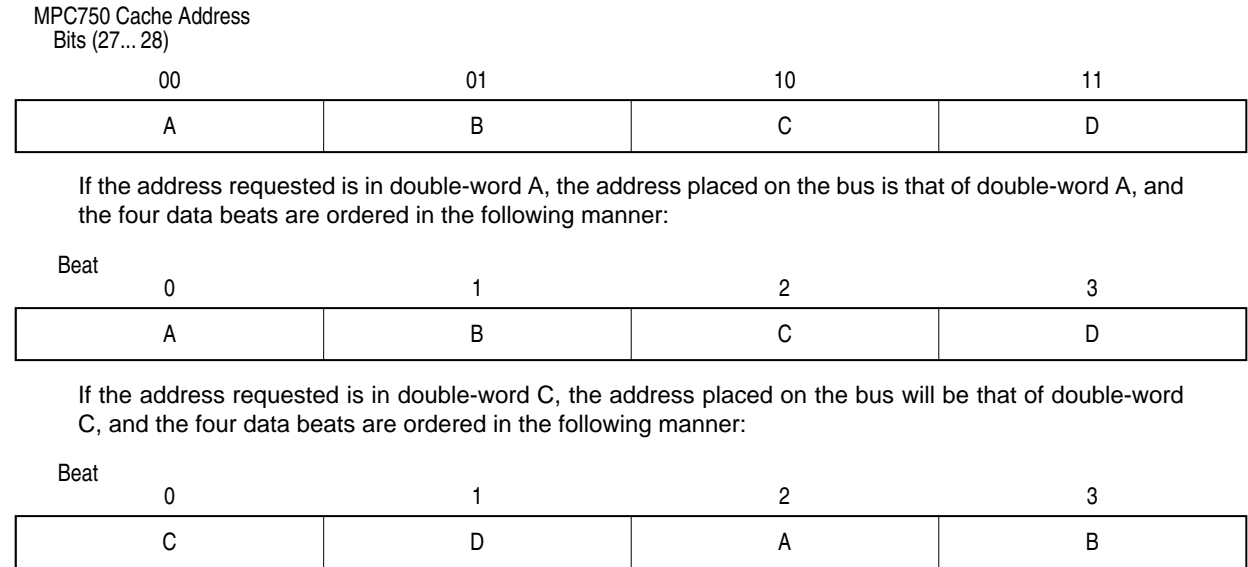 MPC750 Cache Address
Bits (27... 28)
00 01 10 11
A B C D
If the address requested is in double-word A, the address placed on the bus is that of double-word A, and
the four data beats are ordered in the following manner:
Beat
0 1 2 3
A B C D
If the address requested is in double-word C, the address placed on the bus will be that of double-word
C, and the four data beats are ordered in the following manner:
Beat
0 1 2 3
C D A B